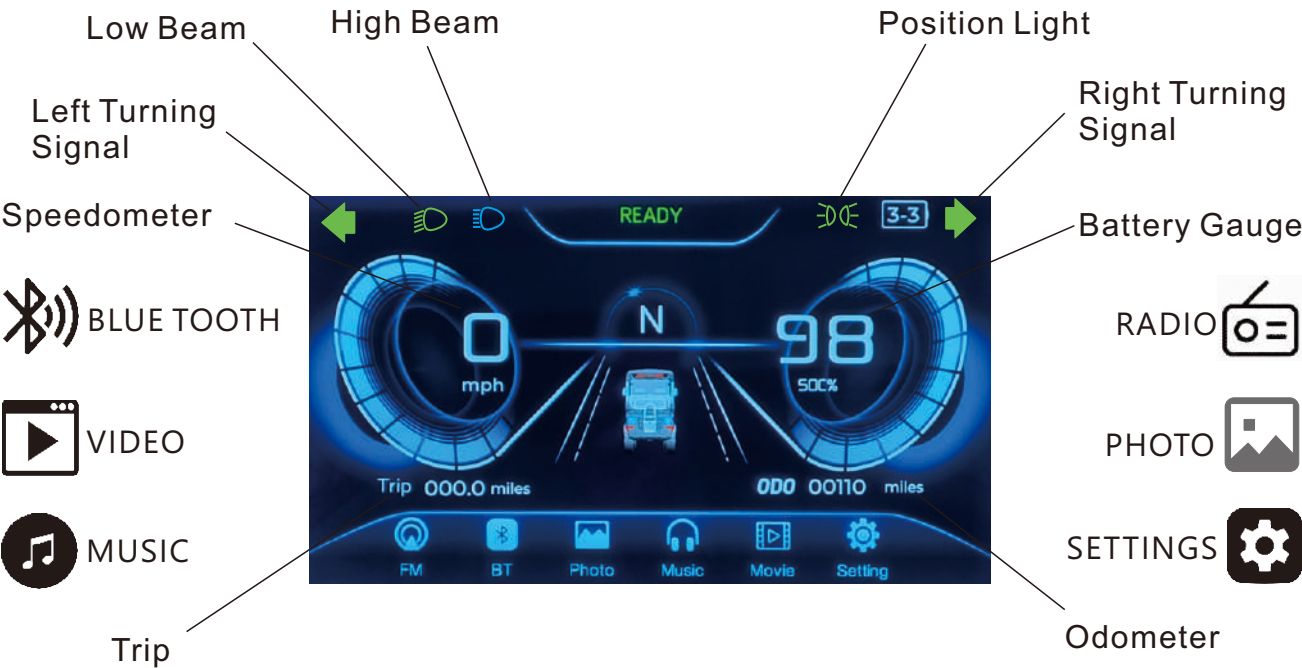 Low Beam
High Beam
Position Light
Left Turning
Signal
Right Turning
Signal
Speedometer
READY
3-3
Battery Gauge
BLUE TOOTH
0
mph
N
98
SOC%
RADIO
VIDEO
PHOTO
Trip 000.0 miles
ODO 00110 miles
MUSIC
FM
BT
Photo
Music
Movie
Setting
SETTINGS
Trip
Odometer